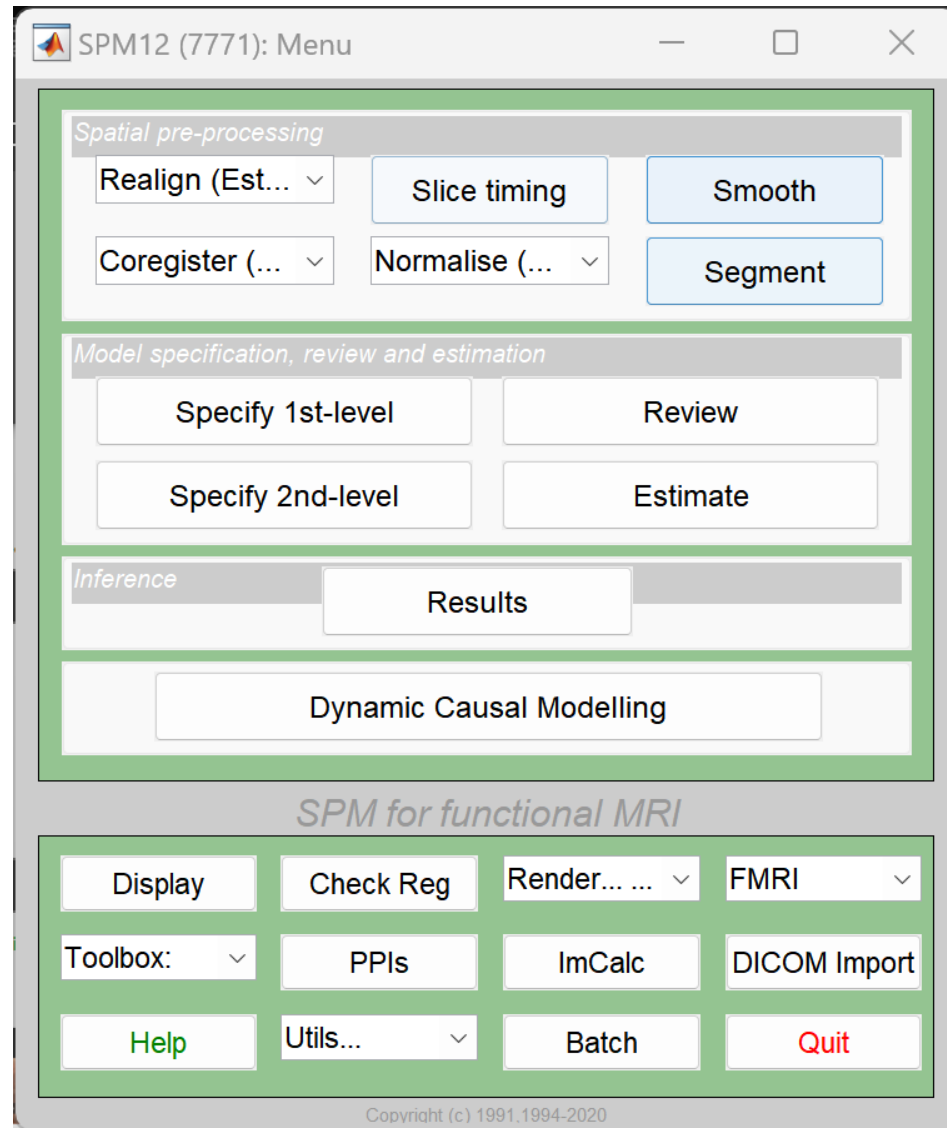 SPM12 (7771): Menu
Spatial pre-processing
Realign (Est...
Slice timing
Smooth
Coregister (...
Normalise (...
Segment
Model specification, review and estimation
Specify 1st-level
Review
Specify 2nd-level
Estimate
Inference
Results
Dynamic Causal Modelling
SPM for functional MRI
Display
Check Reg
Render... ...
FMRI
Toolbox:
PPIs
ImCalc
DICOM Import
Help
Utils...
Batch
Quit
Copyright (c) 1991,1994-2020